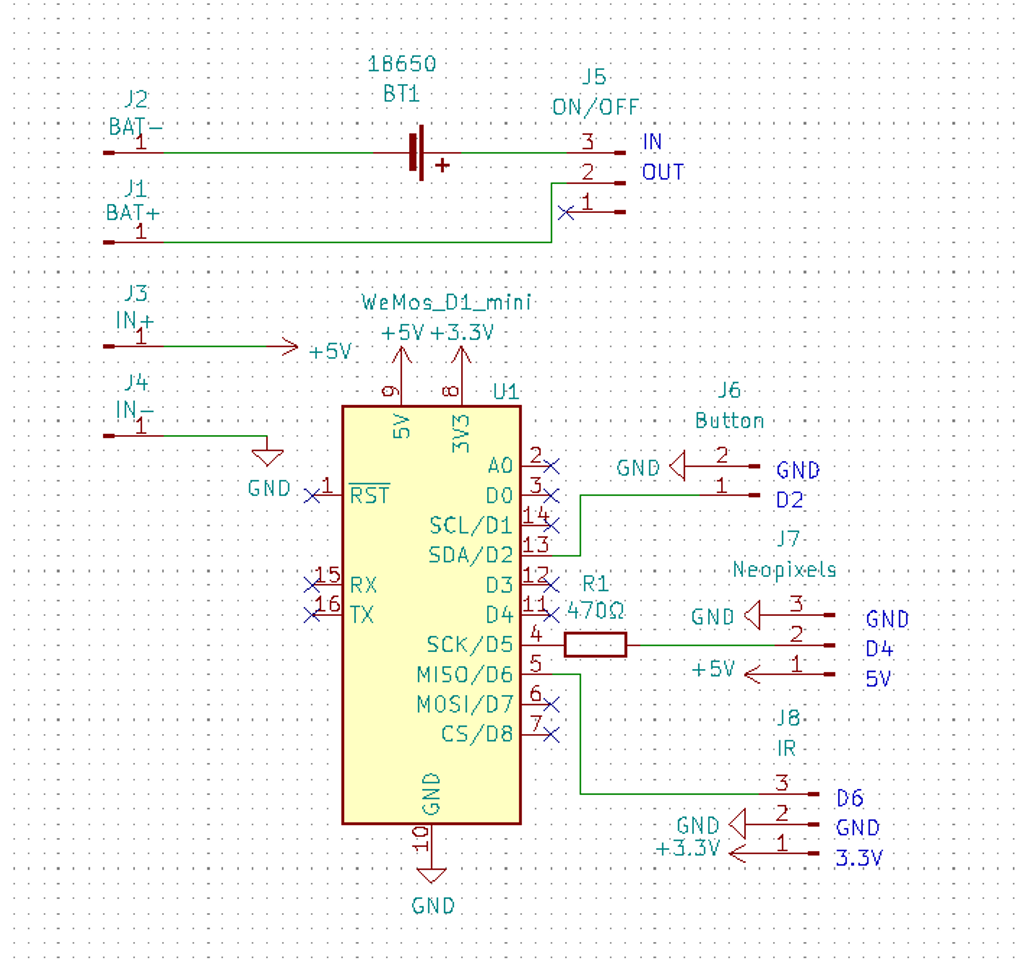 18650
BT1
J5
ON/OFF
J2
BAT-
1
+
3
IN
2
OUT
1
J1
BAT+
1
J3
IN+
1
+5V
J4
IN-
1
GND
WeMos_D1_mini
+5V
+3.3V
9
8
U1
5V
3V3
A0
2
D0
3
1
RST
SCL/D1
14
SDA/D2
13
15
RX
D3
12
16
TX
D4
11
SCK/D5
4
MISO/D6
5
MOSI/D7
6
CS/D8
7
GND
10
GND
R1
470Ω
J6
Button
GND
2
GND
1
D2
J7
Neopixels
GND
3
GND
2
D4
+5V
1
5V
J8
IR
3
D6
GND
2
GND
+3.3V
1
3.3V